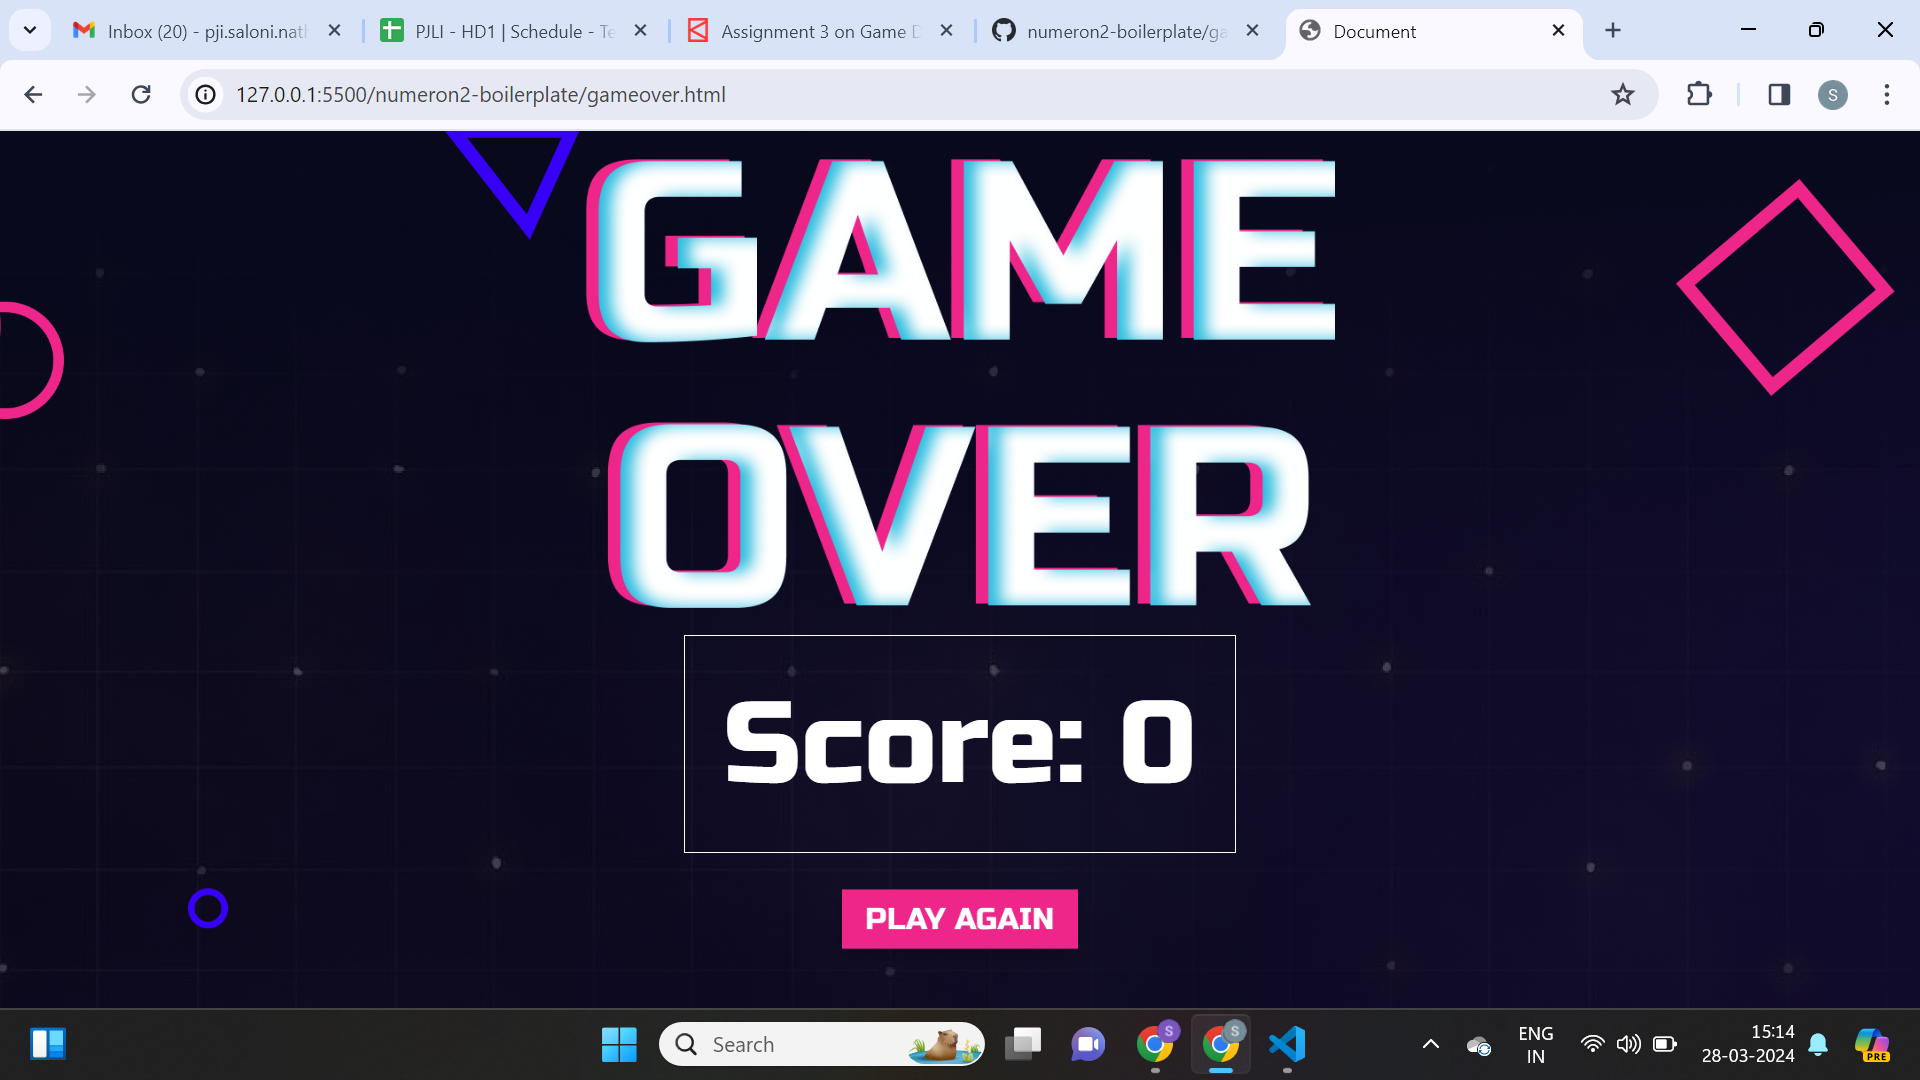 Inbox (20) - pji.saloni.nath
PJLI - HD1 | Schedule - Te
Assignment 3 on Game D
numeron2-boilerplate/ga
Document
127.0.0.1:5500/numeron2-boilerplate/gameover.html
S
GAME
OVER
Score: 0
PLAY AGAIN
Search
S
S
ENG
IN
15:14
28-03-2024
PRE